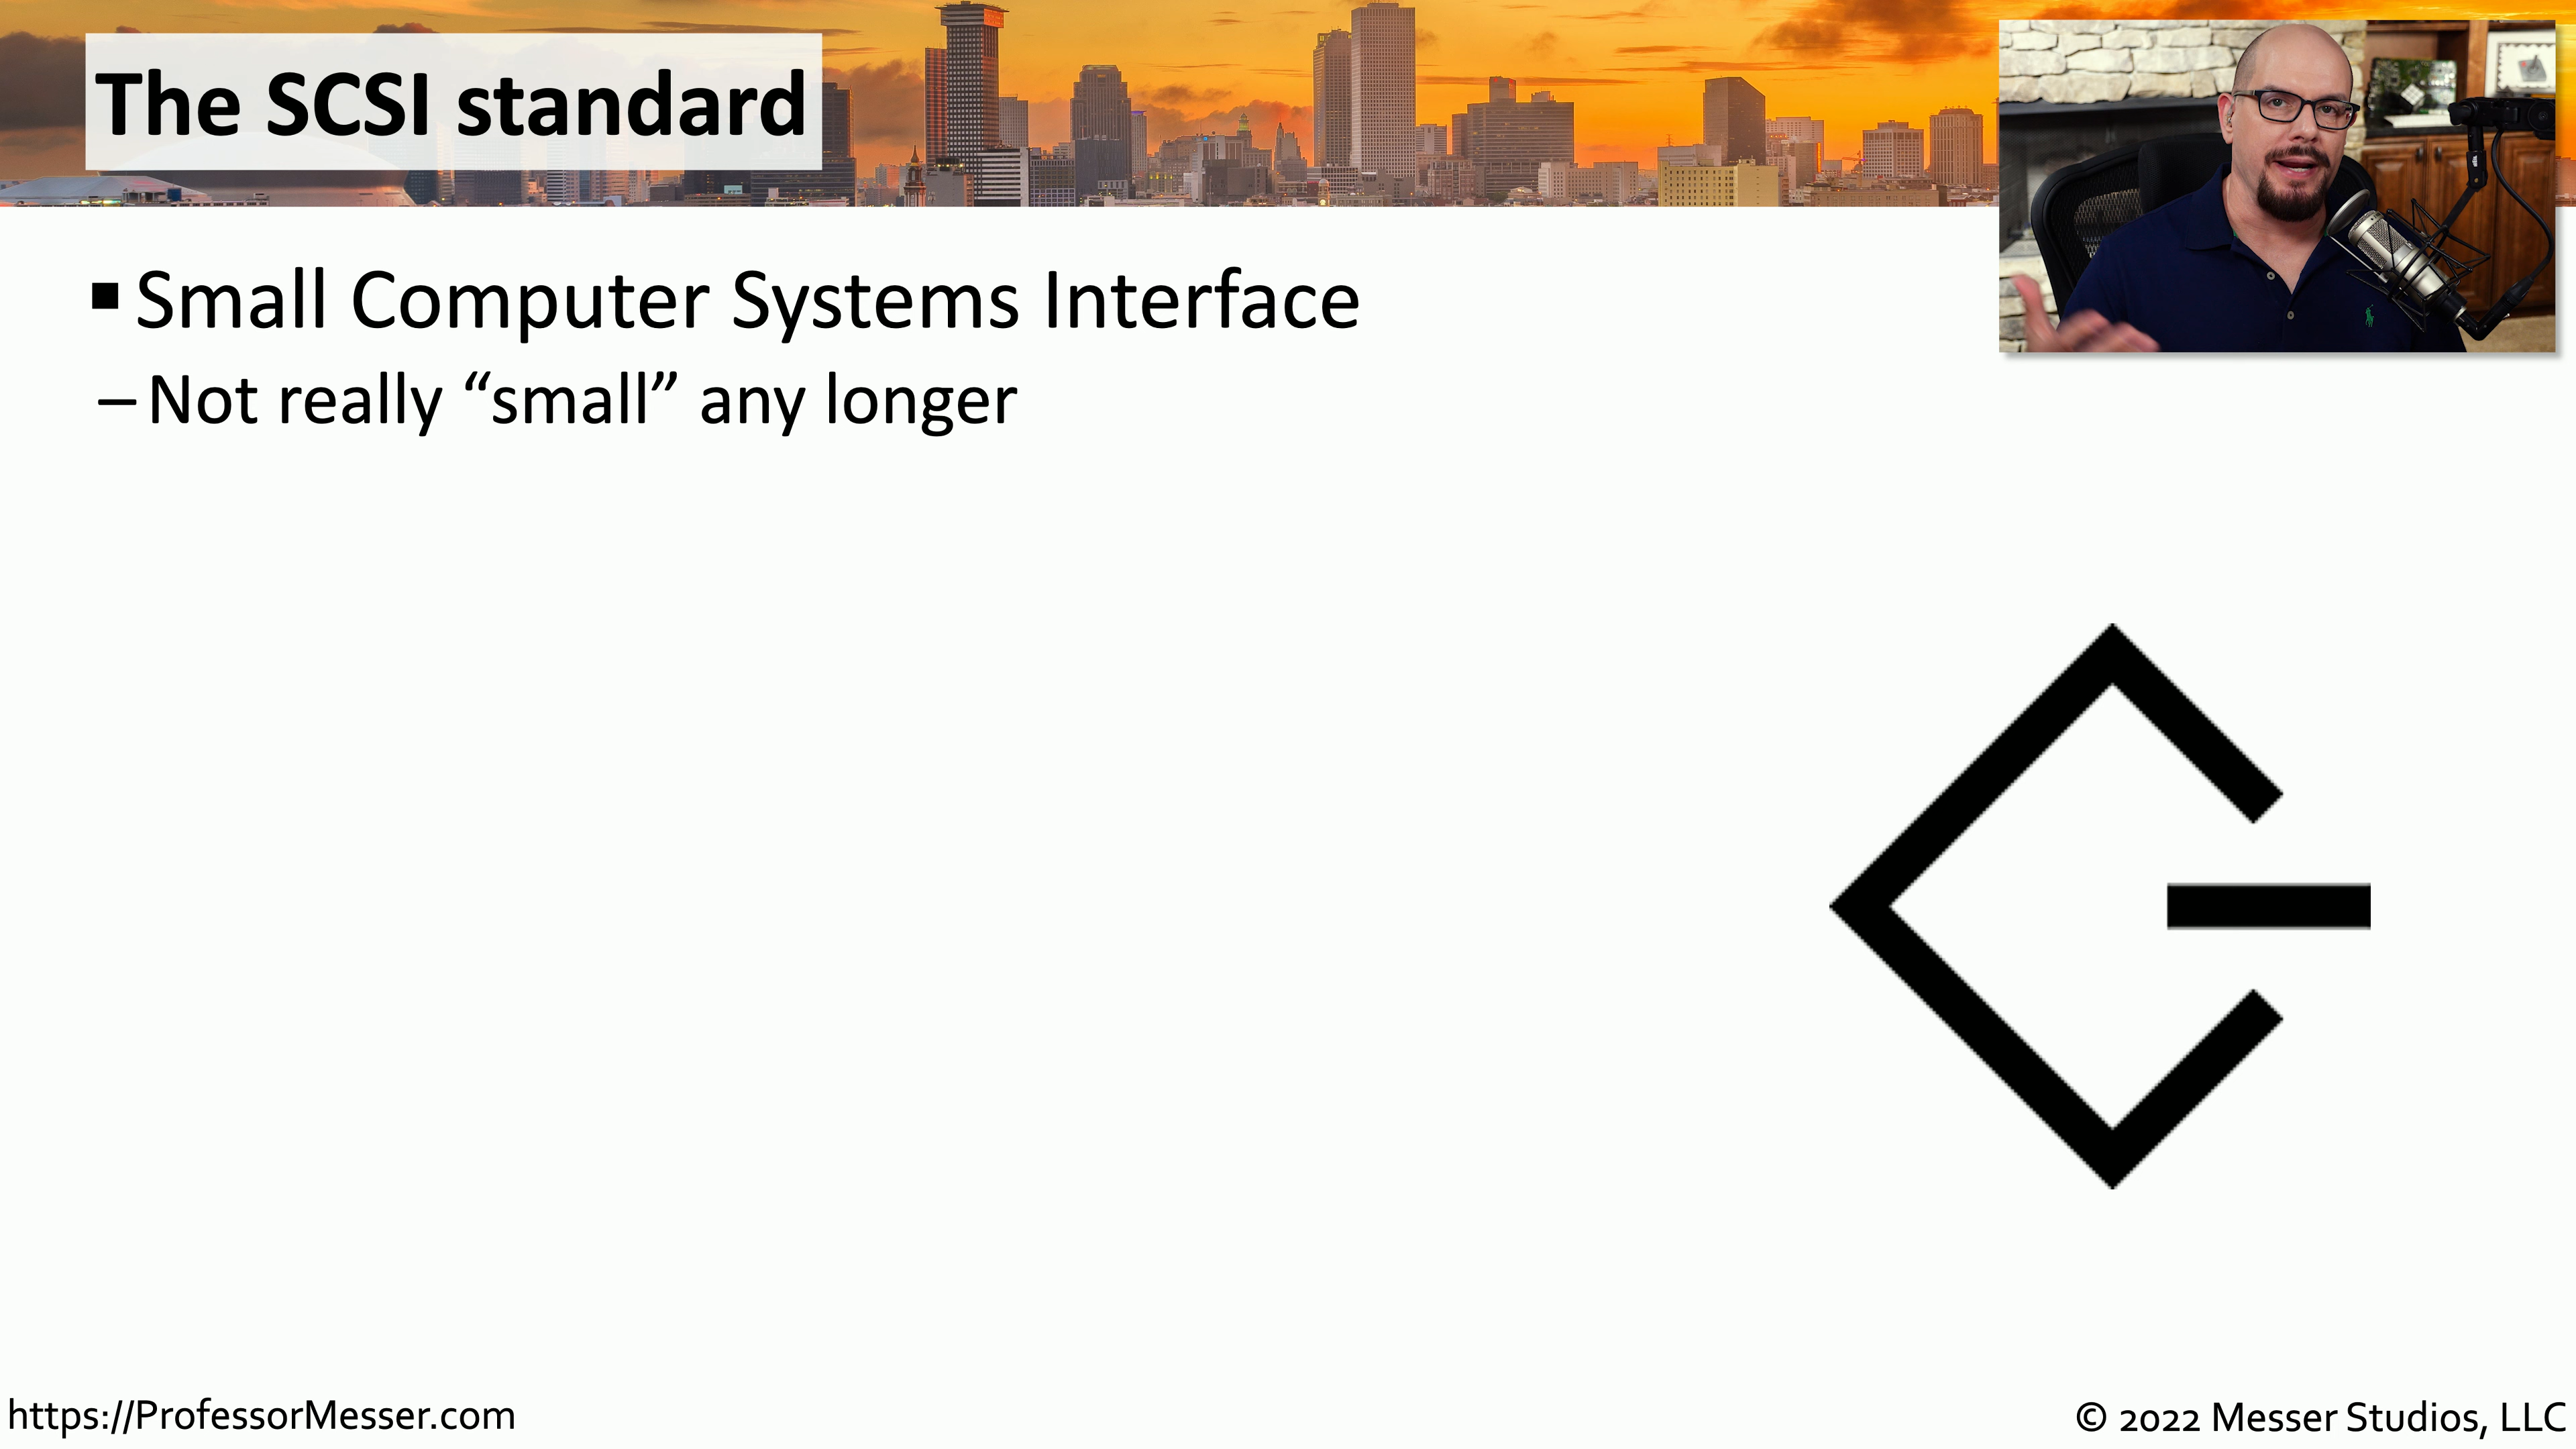 The SCSI standard
▪ Small Computer Systems Interface
– Not really “small” any longer
https://ProfessorMesser.com
© 2022 Messer Studios, LLC